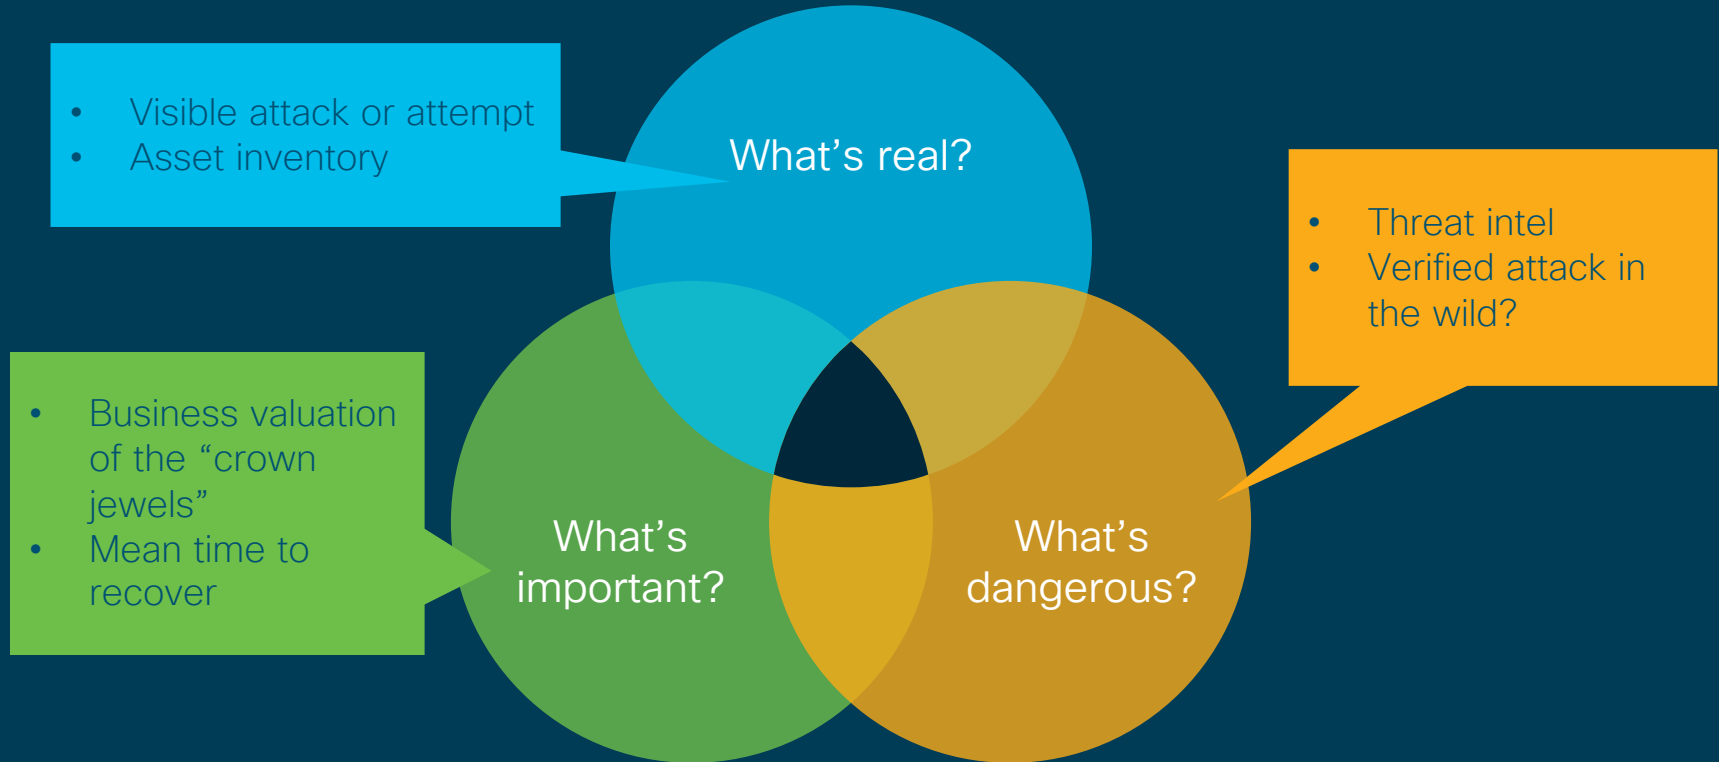 • Visible attack or attempt
• Asset inventory
What’s real?
• Threat intel
• Verified attack in
the wild?
• Business valuation
of the “crown
jewels”
• Mean time to
recover
What’s
important?
What’s
dangerous?